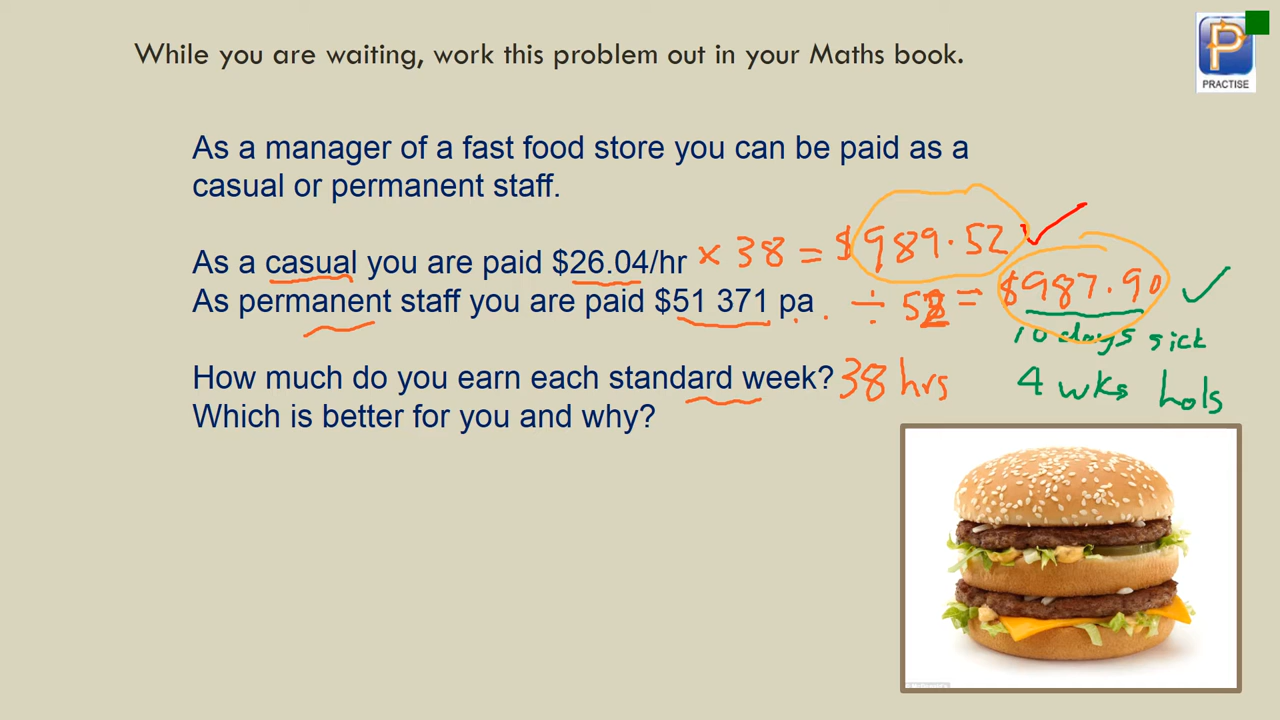 While you are waiting, work this problem out in your Maths book.
P
PRACTISE
As a manager of a fast food store you can be paid as a
casual or permanent staff.
As a casual you are paid $26.04/hr × 38 = $989.52
As permanent staff you are paid $51 371 pa ÷ 52 = $987.90
10 days sick
How much do you earn each standard week? 38 hrs 4 wks hols
Which is better for you and why?